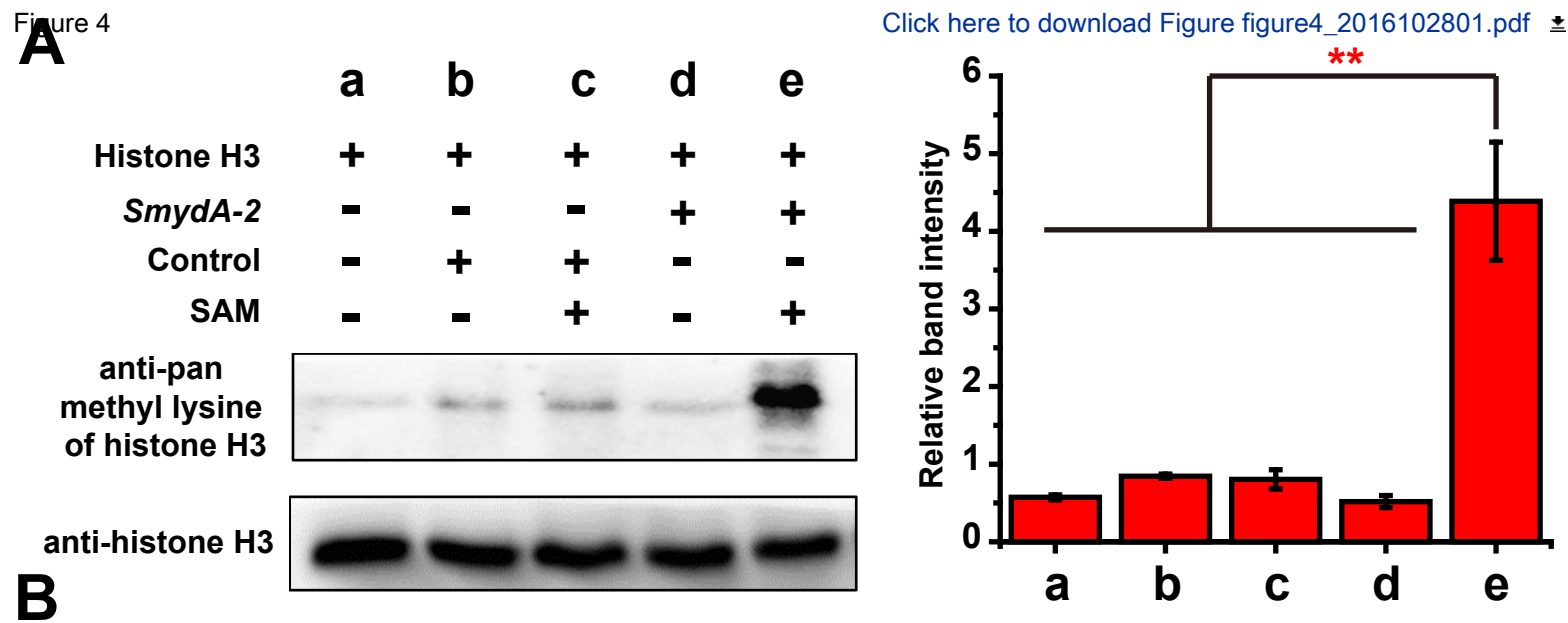 Figure 4
Click here to download Figure figure4_2016102801.pdf
A
a b c d e
Histone H3 + + + + +
SmydA-2 - - - + +
Control - + + - -
SAM - - + - +
anti-pan
methyl lysine
of histone H3
anti-histone H3
**
Relative band intensity
6
5
4
3
2
1
0
a b c d e
B